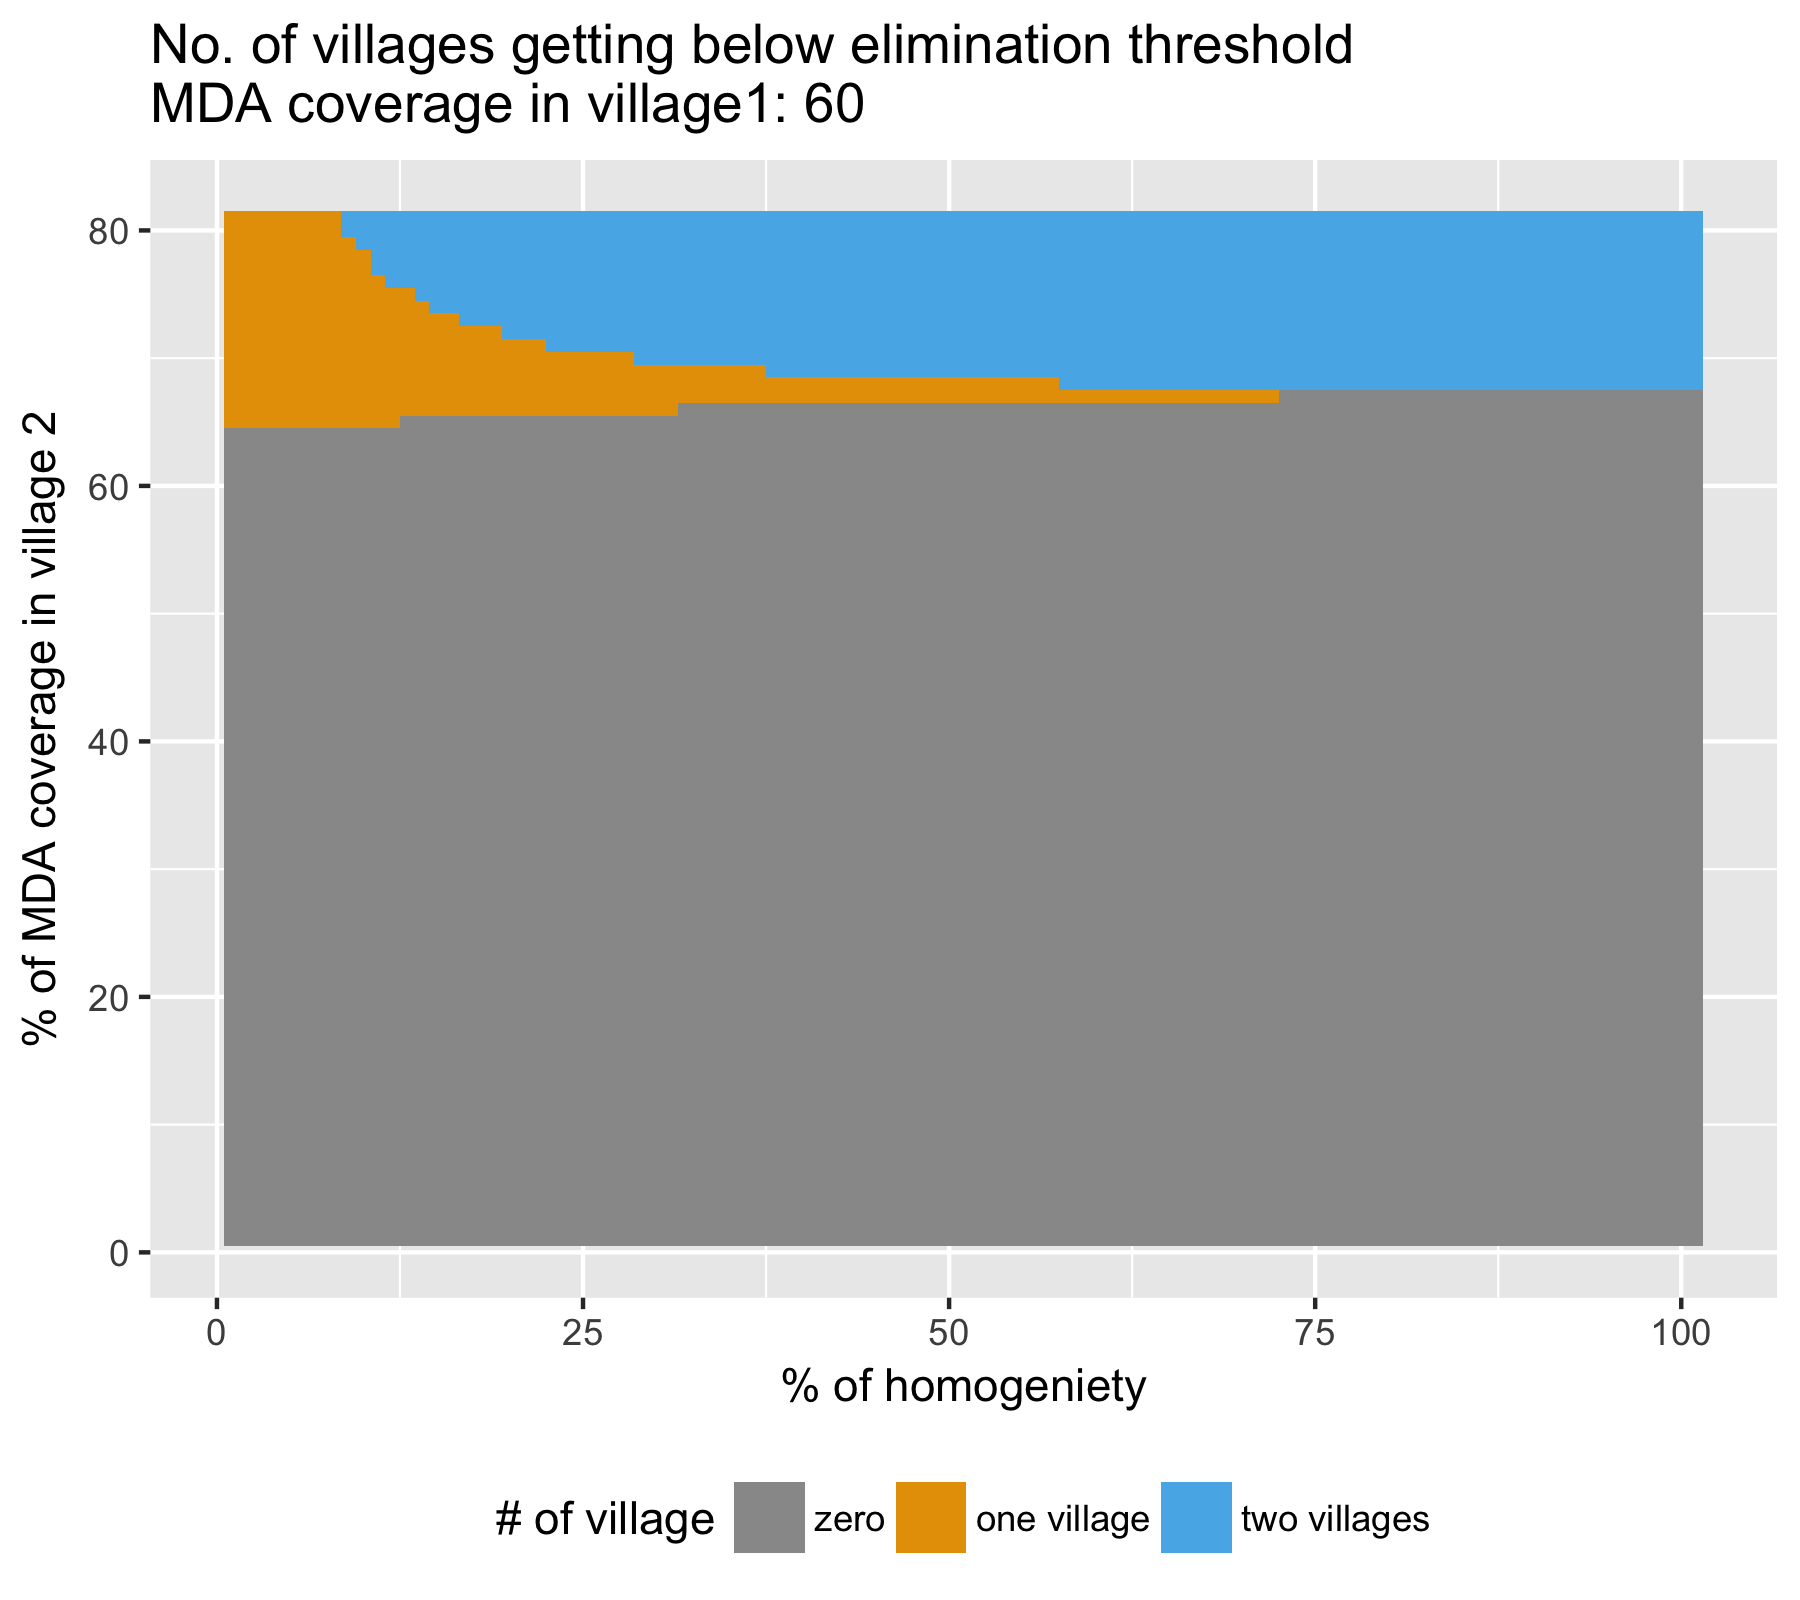 No. of villages getting below elimination threshold
MDA coverage in village1: 60
% of MDA coverage in village 2
80
60
40
20
0
0 25 50 75 100
% of homogeniety
# of village zero one village two villages